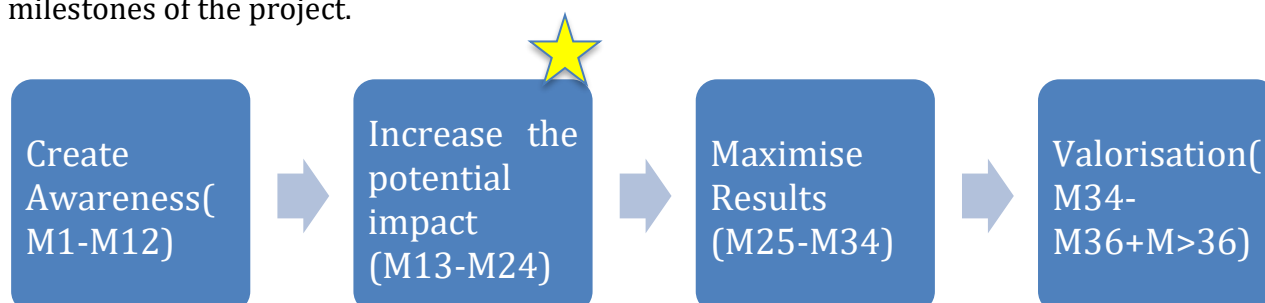 milestones of the project.
Create
Awareness(
M1-M12)
Increase the
potential
impact
(M13-M24)
Maximise
Results
(M25-M34)
Valorisation(
M34-
M36+M>36)